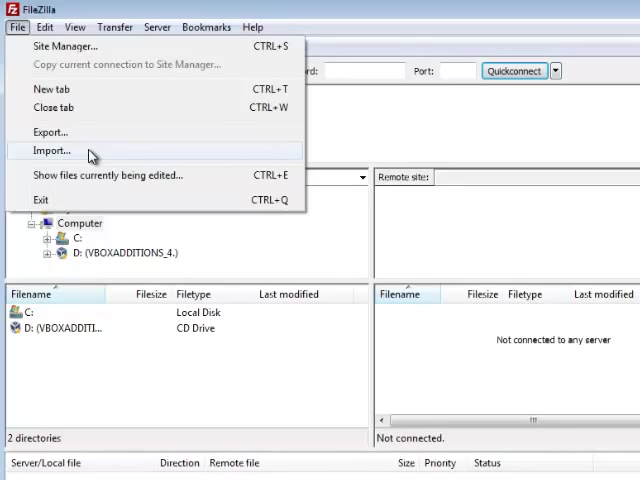 FileZilla
File Edit View Transfer Server Bookmarks Help
Site Manager... CTRL+S
Copy current connection to Site Manager...
rd: Port: Quickconnect
New tab CTRL+T
Close tab CTRL+W
Export...
Import...
Show files currently being edited... CTRL+E
Remote site:
Exit CTRL+Q
Computer
C:
D: (VBOXADDITIONS_4.)
Filename Filesize Filetype Last modified
Filename Filesize Filetype Last modified
C: Local Disk
D: (VBOXADDITI... CD Drive
Not connected to any server
2 directories
Not connected.
Server/Local file Direction Remote file Size Priority Status